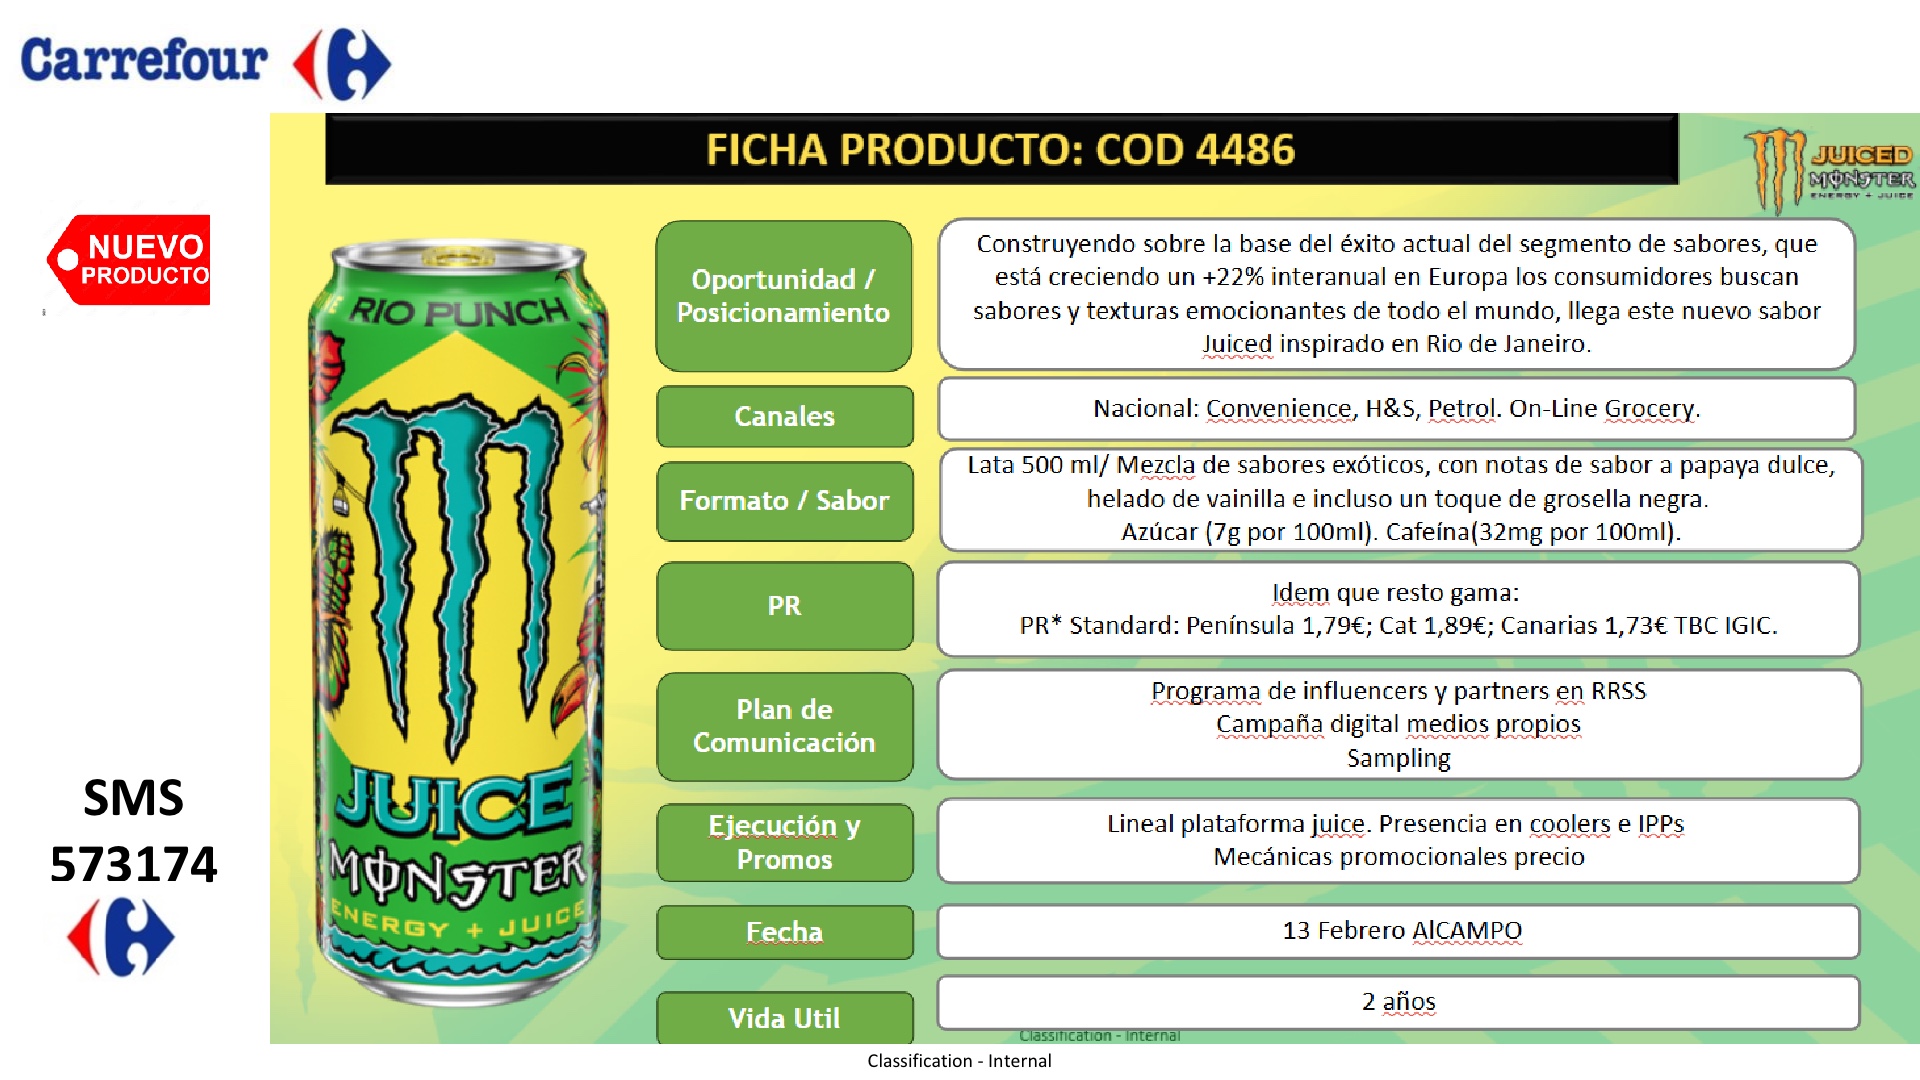 Carrefour
FICHA PRODUCTO: COD 4486
JUICED
MONSTER
ENERGY + JUICE
NUEVO
PRODUCTO
RIO PUNCH
JUICE
MONSTER
ENERGY + JUICE
Oportunidad /
Posicionamiento
Construyendo sobre la base del éxito actual del segmento de sabores, que
está creciendo un +22% interanual en Europa los consumidores buscan
sabores y texturas emocionantes de todo el mundo, llega este nuevo sabor
Juiced inspirado en Rio de Janeiro.
Canales
Nacional: Convenience, H&S, Petrol. On-Line Grocery.
Formato / Sabor
Lata 500 ml/ Mezcla de sabores exóticos, con notas de sabor a papaya dulce,
helado de vainilla e incluso un toque de grosella negra.
Azúcar (7g por 100ml). Cafeína(32mg por 100ml).
PR
Idem que resto gama:
PR* Standard: Península 1,79€; Cat 1,89€; Canarias 1,73€ TBC IGIC.
Plan de
Comunicación
Programa de influencers y partners en RRSS
Campaña digital medios propios
Sampling
Ejecución y
Promos
Lineal plataforma juice. Presencia en coolers e IPPs
Mecánicas promocionales precio
Fecha
13 Febrero AlCAMPO
Vida Util
2 años
SMS
573174
Classification - Internal
Classification - Internal